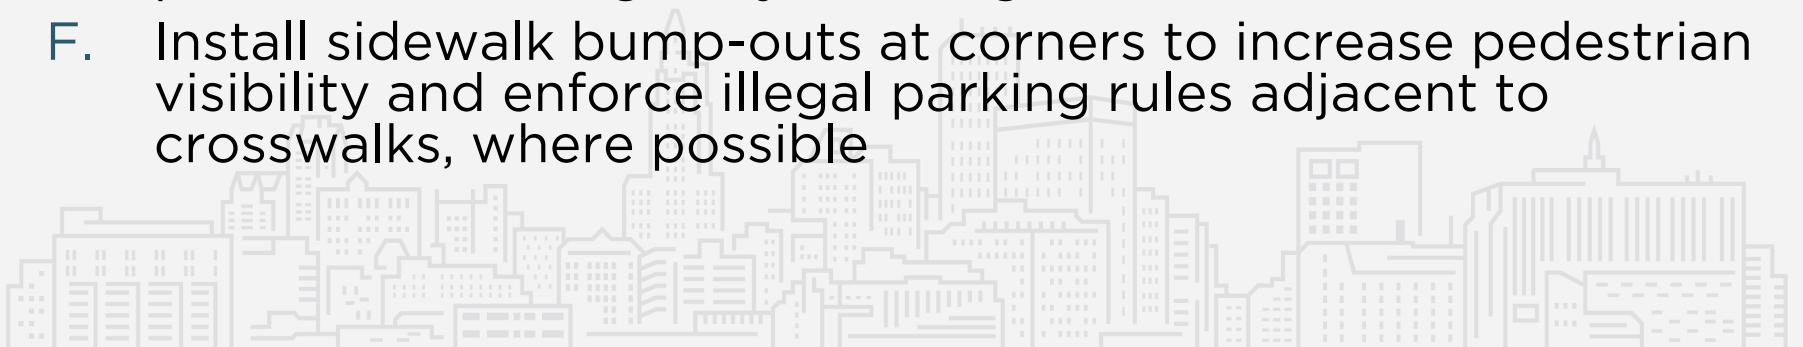 F. Install sidewalk bump-outs at corners to increase pedestrian
visibility and enforce illegal parking rules adjacent to
crosswalks, where possible